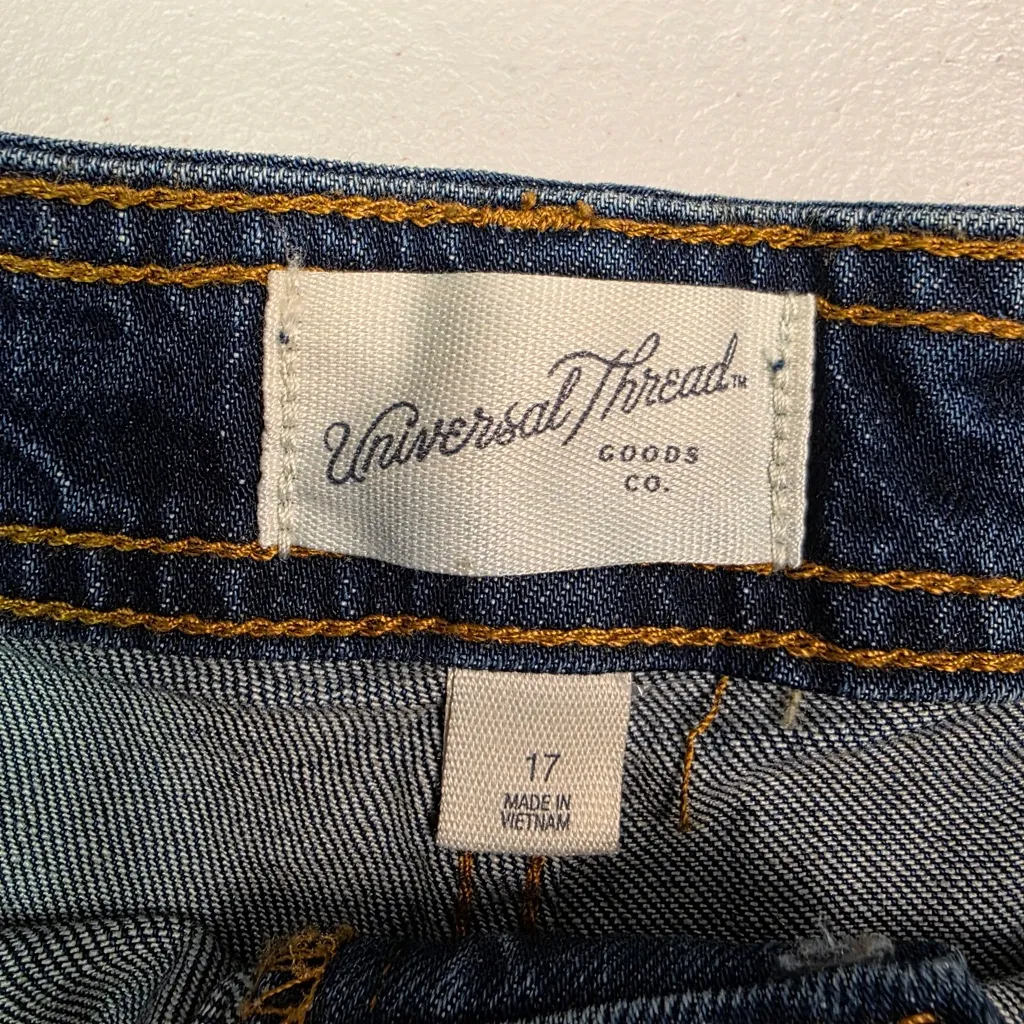 Universal Thread™
GOODS
CO.
17
MADE IN
VIETNAM